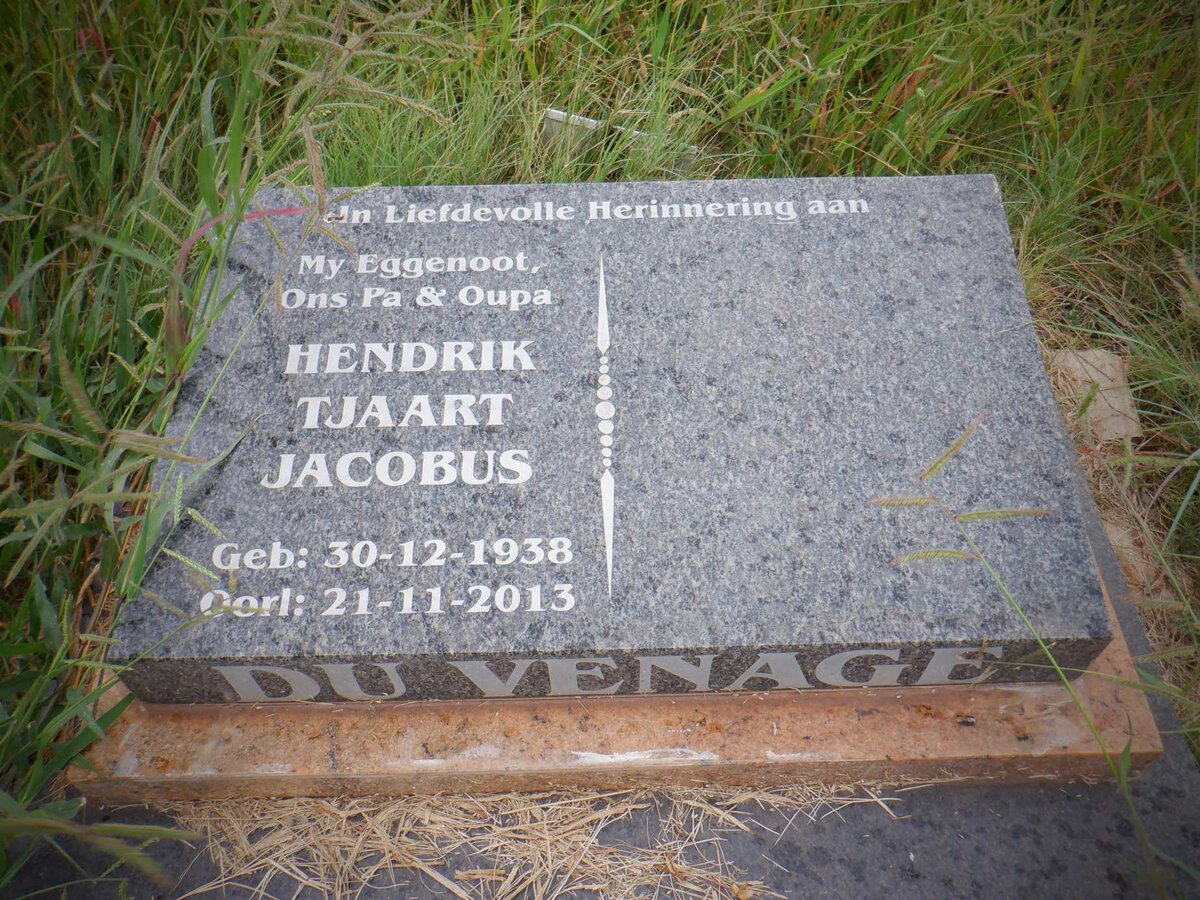 In Liefdevolle Herinnering aan
My Eggenoot,
Ons Pa & Oupa
HENDRIK
TJAART
JACOBUS
Geb: 30-12-1938
Oorl: 21-11-2013
DU VENAGE